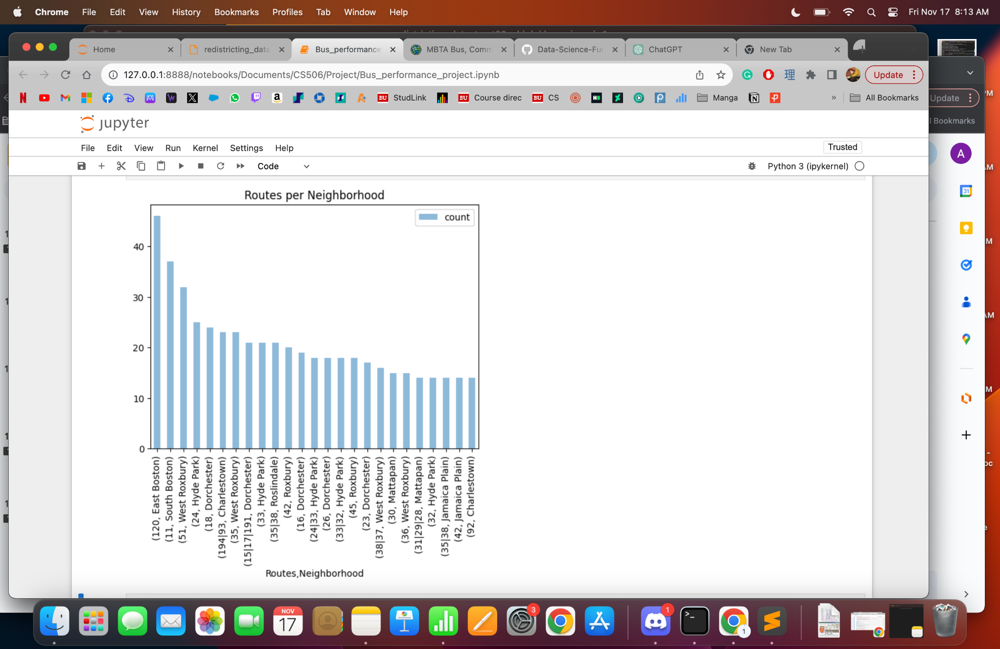 Chrome File Edit View History Bookmarks Profiles Tab Window Help Fri Nov 17 8:13 AM
Home redistricting_data Bus_performance MBTA Bus, Comm Data-Science-Fur ChatGPT New Tab
127.0.0.1:8888/notebooks/Documents/CS506/Project/Bus_performance_project.ipynb Update
Update
StudLink Course direc CS Manga All Bookmarks
Bookmarks
jupyter
File Edit View Run Kernel Settings Help Trusted
Code Python 3 (ipykernel)
A
31
Routes per Neighborhood
count
40
30
20
10
0
(120, East Boston)
(11, South Boston)
(51, West Roxbury)
(24, Hyde Park)
(18, Dorchester)
(194|93, Charlestown)
(35, West Roxbury)
(15|17|191, Dorchester)
(33, Hyde Park)
(35|38, Roslindale)
(42, Roxbury)
(16, Dorchester)
(24|33, Hyde Park)
(26, Dorchester)
(33|32, Hyde Park)
(45, Roxbury)
(23, Dorchester)
(38|37, West Roxbury)
(30, Mattapan)
(36, West Roxbury)
(31|29|28, Mattapan)
(32, Hyde Park)
(35|38, Jamaica Plain)
(42, Jamaica Plain)
(92, Charlestown)
Routes,Neighborhood
NOV
17
3
1
1